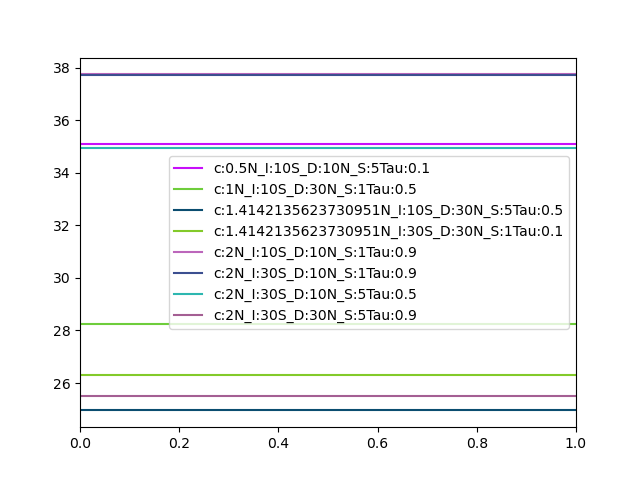 38
36
34
32
30
28
26
c:0.5N_I:10S_D:10N_S:5Tau:0.1
c:1N_I:10S_D:30N_S:1Tau:0.5
c:1.4142135623730951N_I:10S_D:30N_S:5Tau:0.5
c:1.4142135623730951N_I:30S_D:30N_S:1Tau:0.1
c:2N_I:10S_D:10N_S:1Tau:0.9
c:2N_I:30S_D:10N_S:1Tau:0.9
c:2N_I:30S_D:10N_S:5Tau:0.5
c:2N_I:30S_D:30N_S:5Tau:0.9
0.0 0.2 0.4 0.6 0.8 1.0